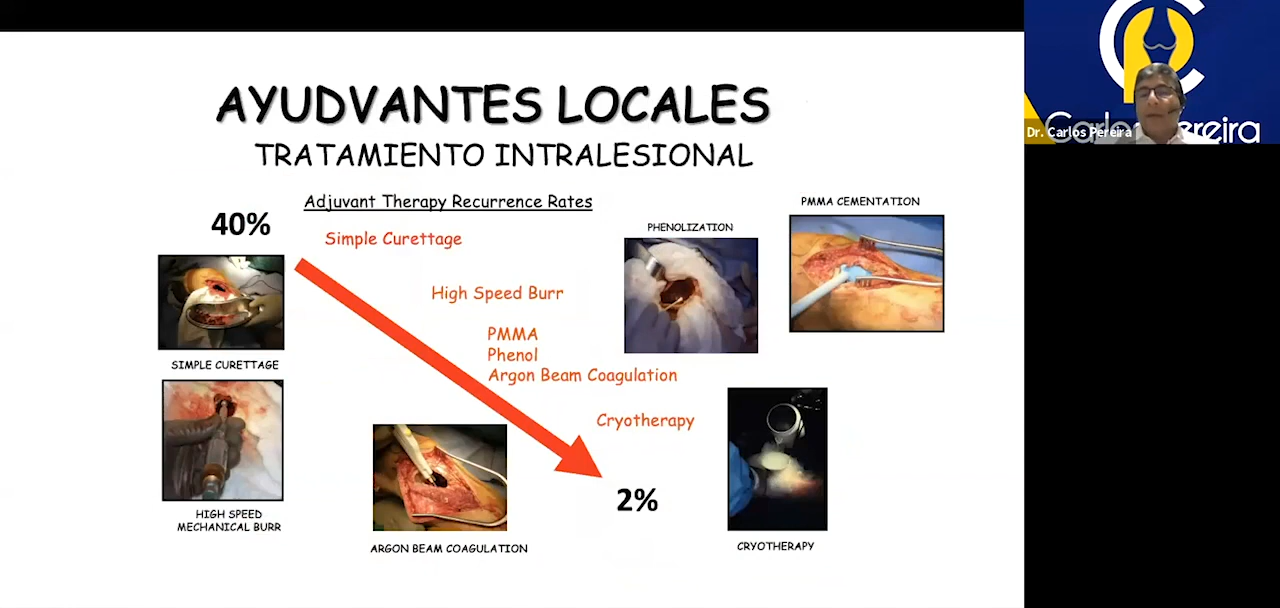 AYUDVANTES LOCALES
TRATAMIENTO INTRALESIONAL
Adjuvant Therapy Recurrence Rates
40%
Simple Curettage
High Speed Burr
PMMA
Phenol
Argon Beam Coagulation
Cryotherapy
2%
SIMPLE CURETTAGE
HIGH SPEED
MECHANICAL BURR
ARGON BEAM COAGULATION
PHENOLIZATION
PMMA CEMENTATION
CRYOTHERAPY
Dr. Carlos Pereira